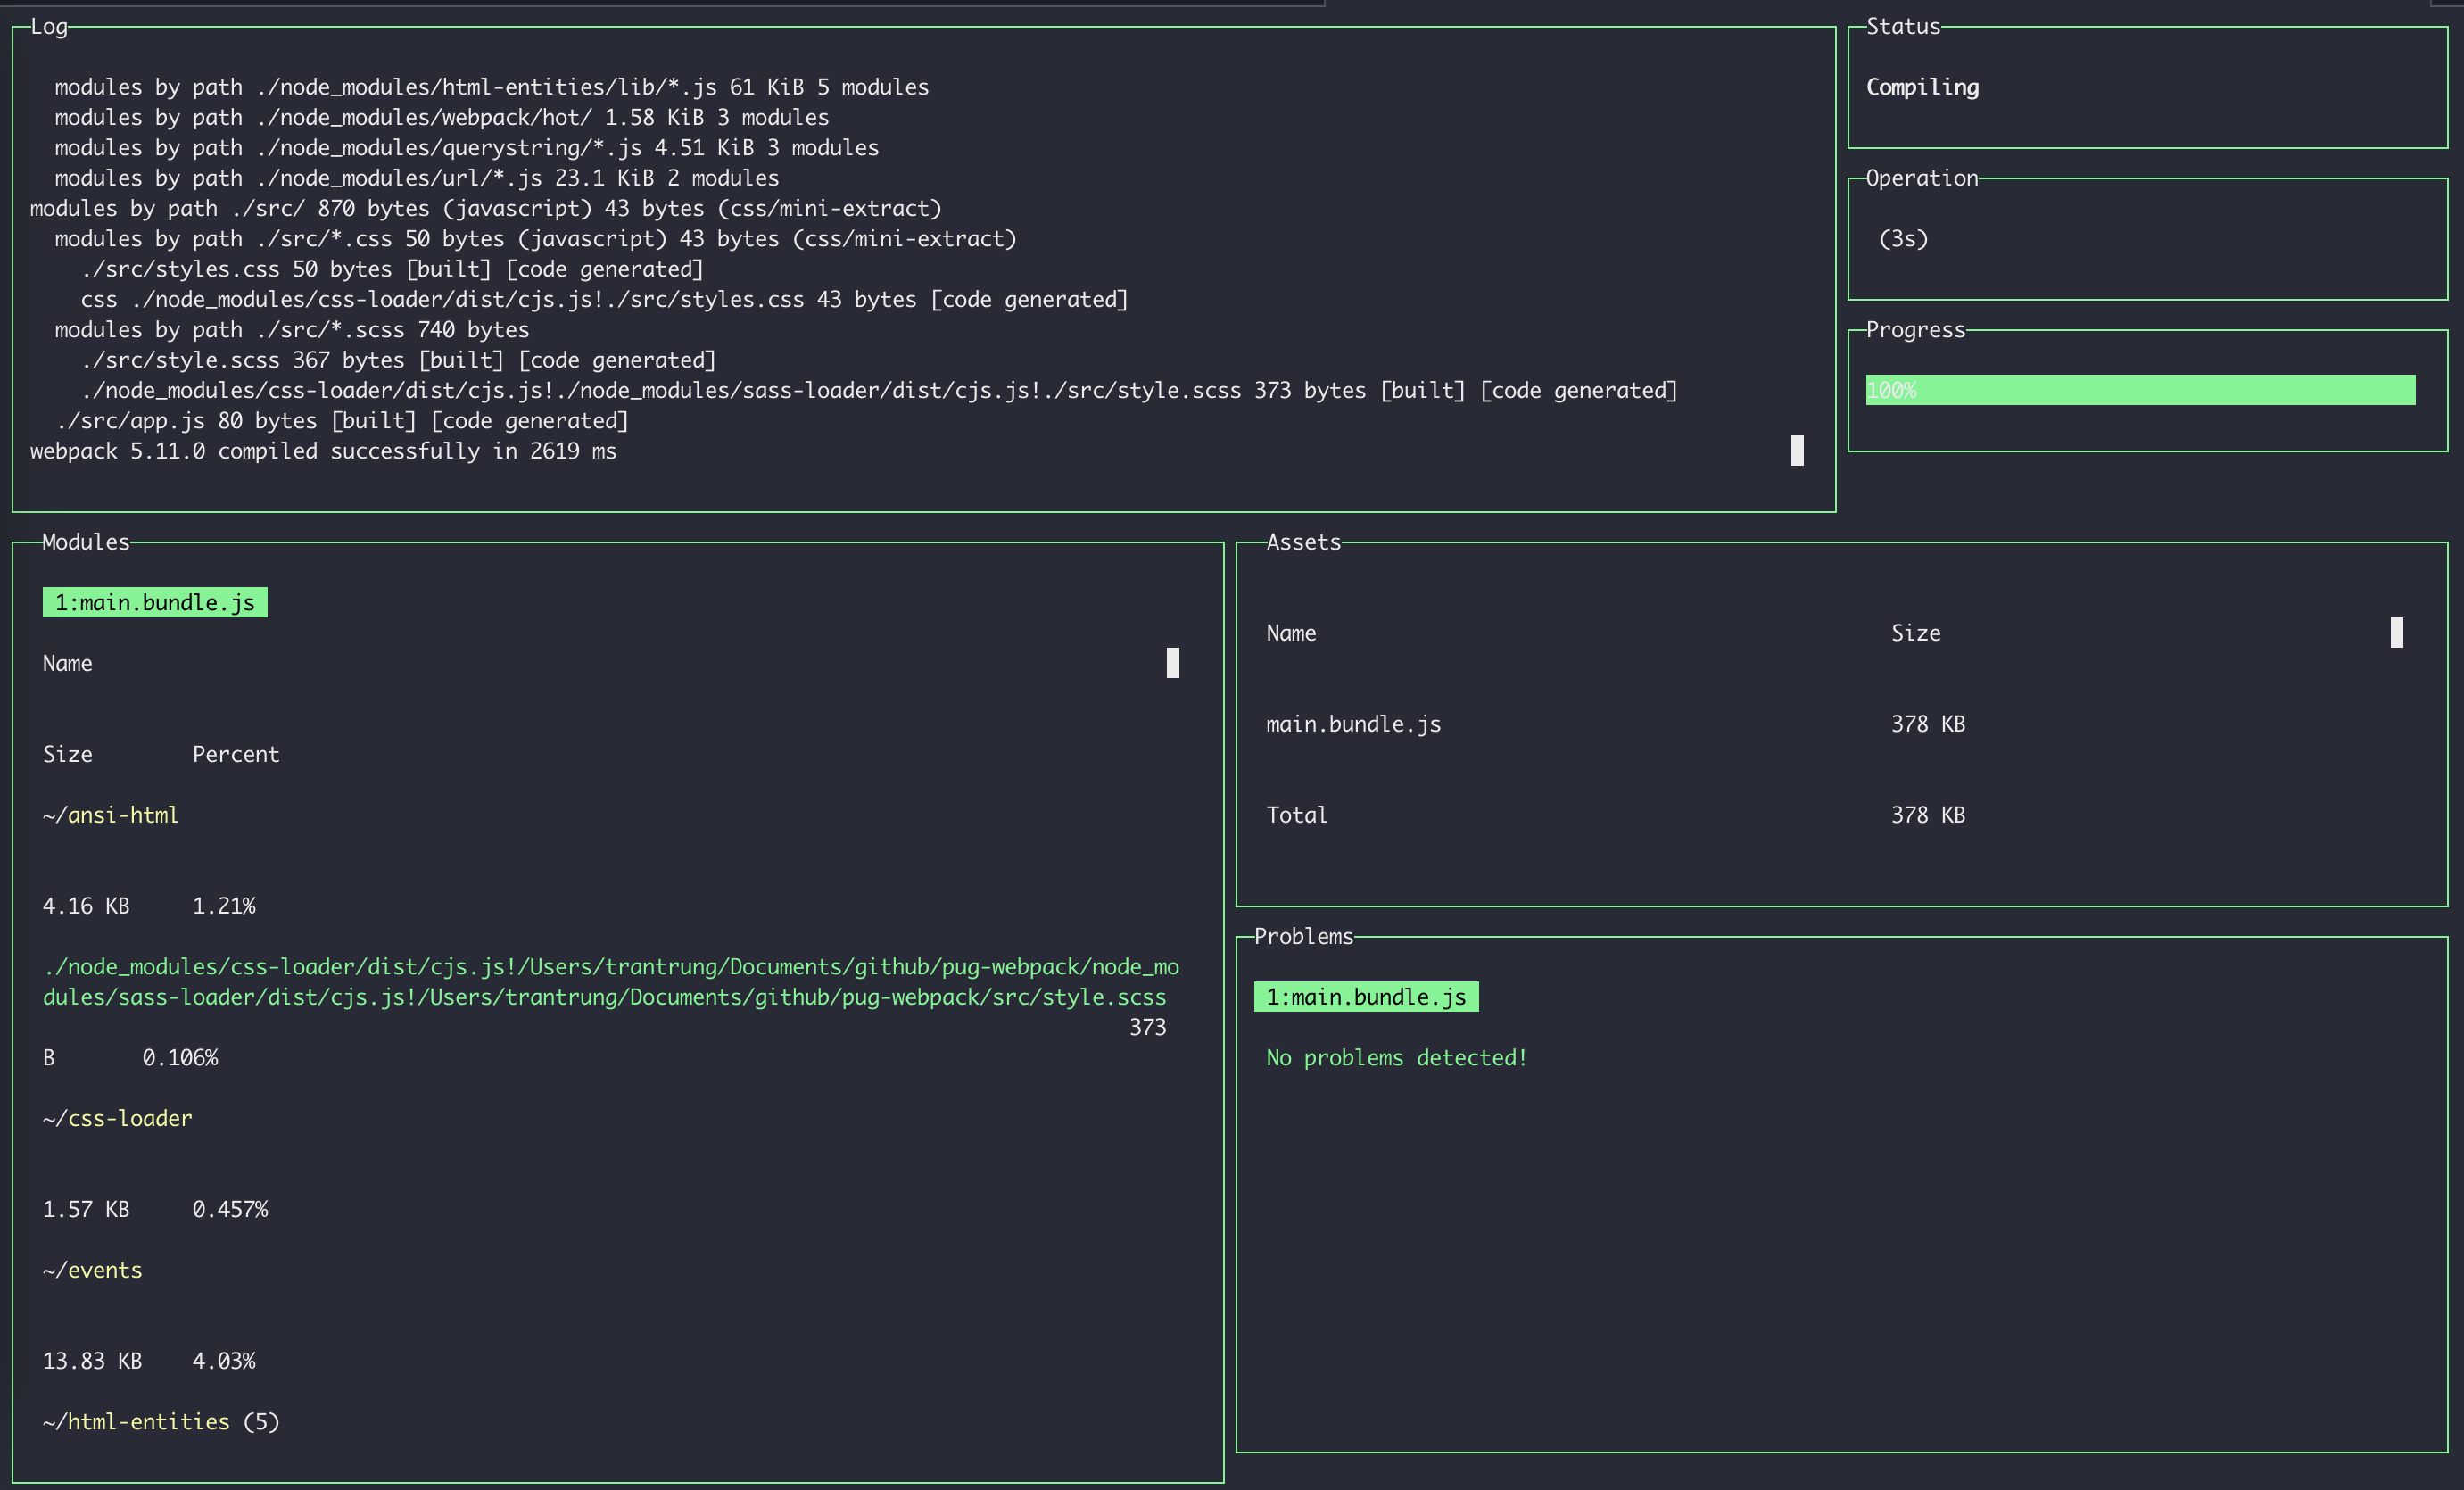 Log
modules by path ./node_modules/html-entities/lib/*.js 61 KiB 5 modules
modules by path ./node_modules/webpack/hot/ 1.58 KiB 3 modules
modules by path ./node_modules/querystring/*.js 4.51 KiB 3 modules
modules by path ./node_modules/url/*.js 23.1 KiB 2 modules
modules by path ./src/ 870 bytes (javascript) 43 bytes (css/mini-extract)
modules by path ./src/*.css 50 bytes (javascript) 43 bytes (css/mini-extract)
./src/styles.css 50 bytes [built] [code generated]
css ./node_modules/css-loader/dist/cjs.js!./src/styles.css 43 bytes [code generated]
modules by path ./src/*.scss 740 bytes
./src/style.scss 367 bytes [built] [code generated]
./node_modules/css-loader/dist/cjs.js!./node_modules/sass-loader/dist/cjs.js!./src/style.scss 373 bytes [built] [code generated]
./src/app.js 80 bytes [built] [code generated]
webpack 5.11.0 compiled successfully in 2619 ms
Status
Compiling
Operation
(3s)
Progress
100%
Modules
1:main.bundle.js
Name
Size Percent
~/ansi-html
4.16 KB 1.21%
./node_modules/css-loader/dist/cjs.js!/Users/trantrung/Documents/github/pug-webpack/node_mo
dules/sass-loader/dist/cjs.js!/Users/trantrung/Documents/github/pug-webpack/src/style.scss
373
B 0.106%
~/css-loader
1.57 KB 0.457%
~/events
13.83 KB 4.03%
~/html-entities (5)
Assets
Name Size
main.bundle.js 378 KB
Total 378 KB
Problems
1:main.bundle.js
No problems detected!